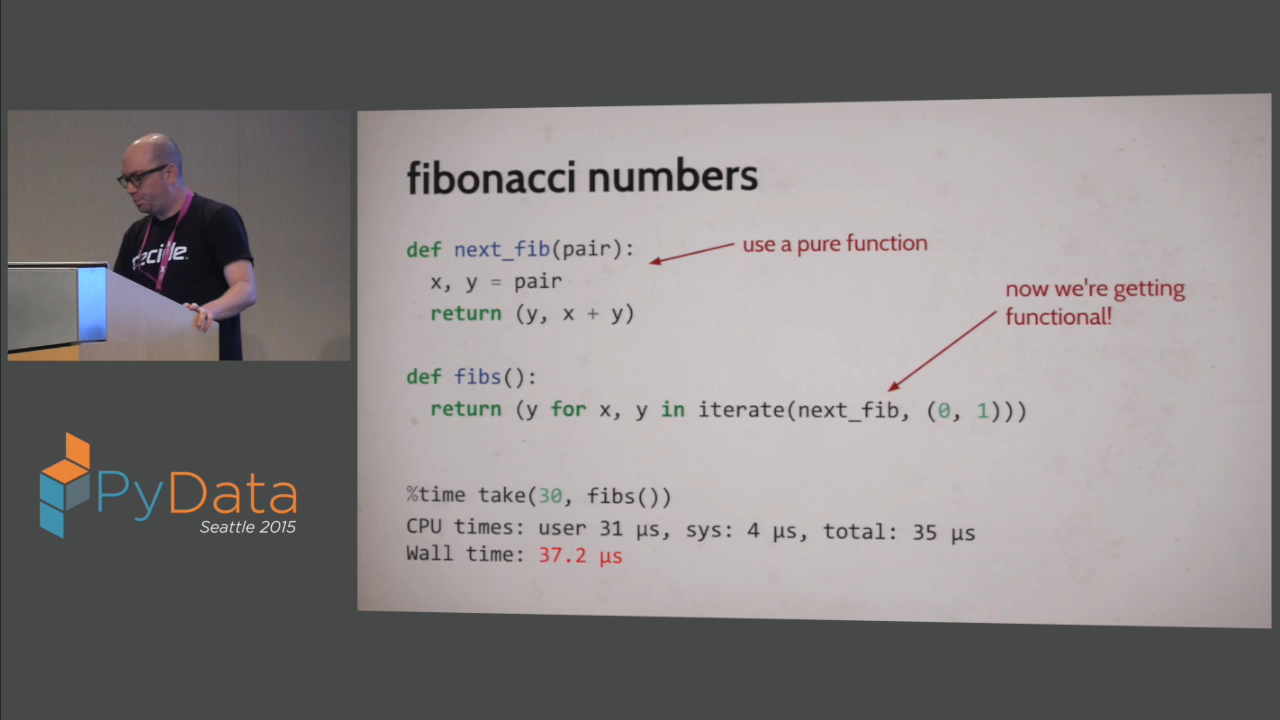 fibonacci numbers
def next_fib(pair):
use a pure function
x, y = pair
return (y, x + y)
now we're getting
functional!
def fibs():
return (y for x, y in iterate(next_fib, (0, 1)))
%time take(30, fibs())
CPU times: user 31 µs, sys: 4 µs, total: 35 µs
Wall time: 37.2 µs
PyData
Seattle 2015